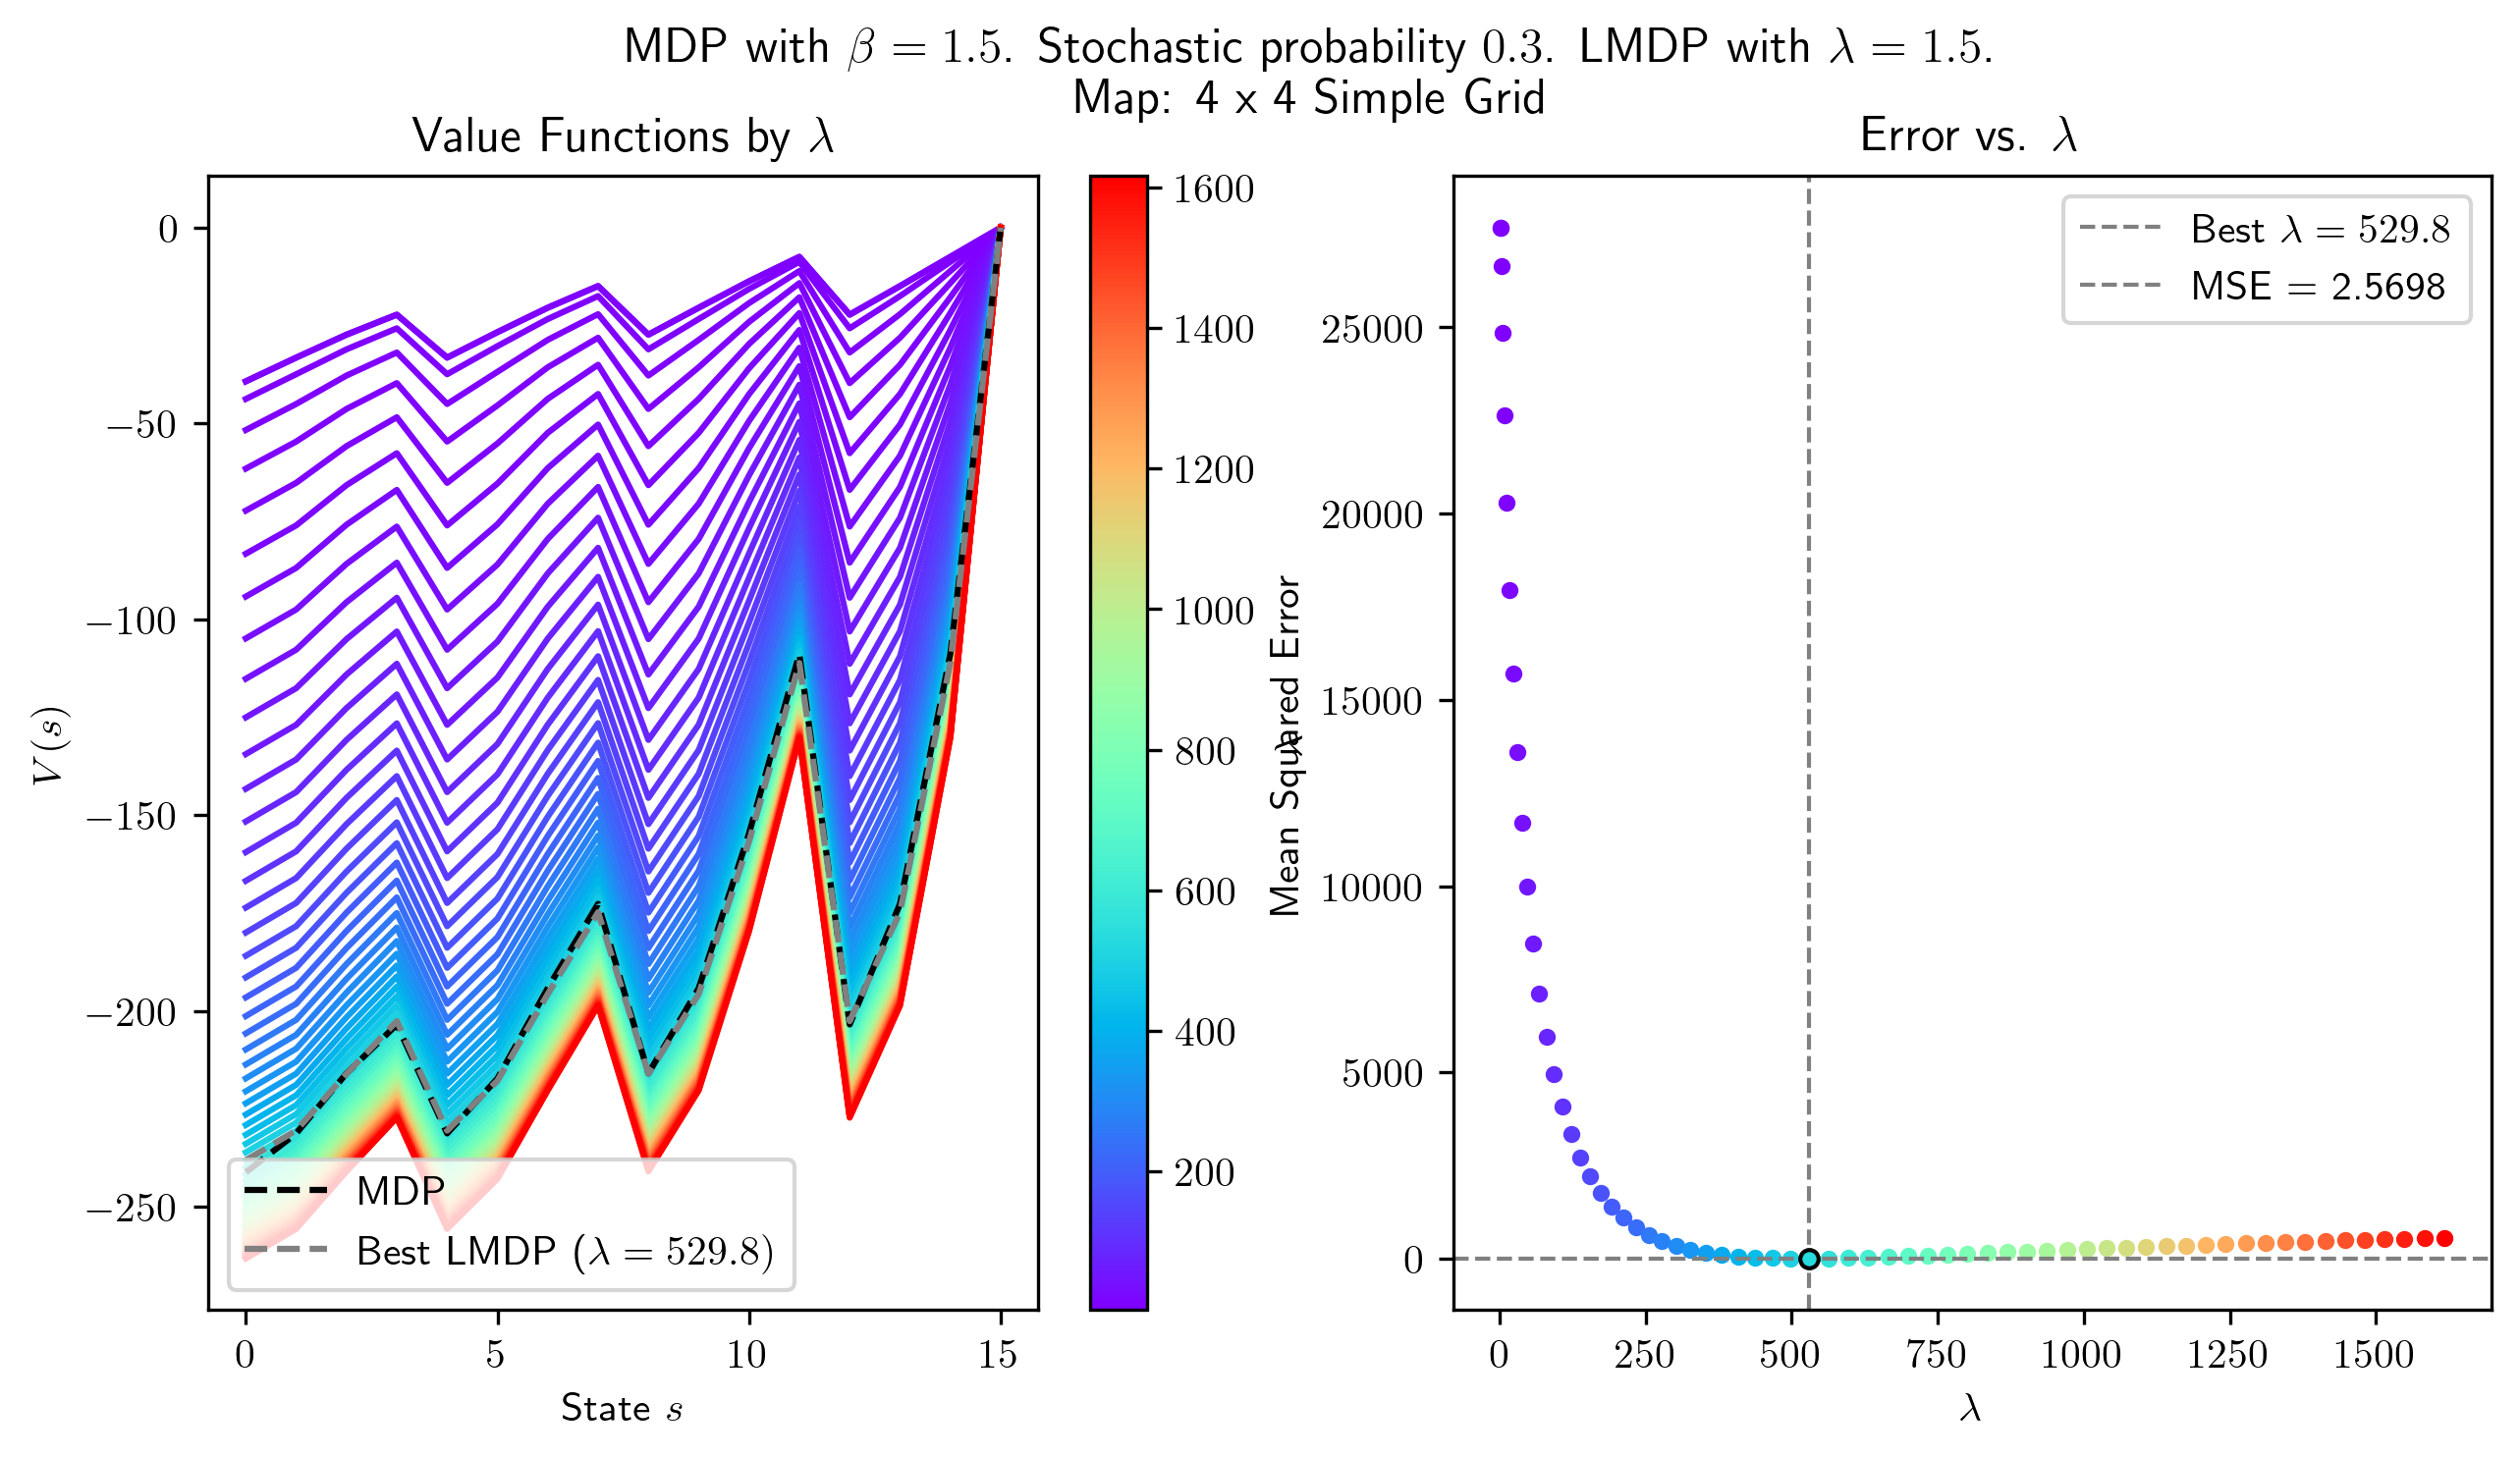 MDP with β = 1.5. Stochastic probability 0.3. LMDP with λ = 1.5.
Map: 4 x 4 Simple Grid
Value Functions by λ
0
−50
−100
−150
−200
−250
V(s)
MDP
Best LMDP (λ = 529.8)
0
5
10
15
State s
1600
1400
1200
1000
800
600
400
200
λ
Error vs. λ
Mean Squared Error
25000
20000
15000
10000
5000
0
Best λ = 529.8
MSE = 2.5698
0
250
500
750
1000
1250
1500
λ